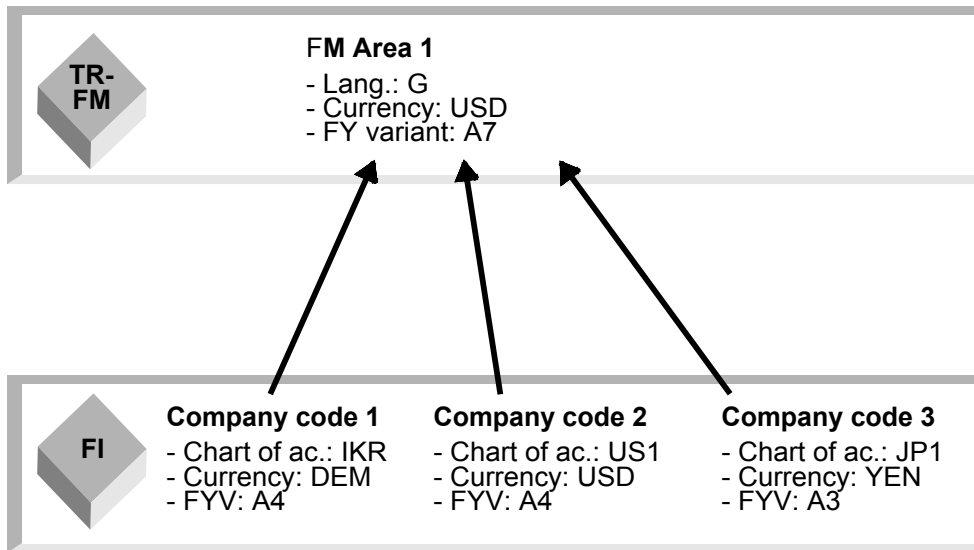 TR-
FM
FM Area 1
- Lang.: G
- Currency: USD
- FY variant: A7
FI
Company code 1
- Chart of ac.: IKR
- Currency: DEM
- FYV: A4
Company code 2
- Chart of ac.: US1
- Currency: USD
- FYV: A4
Company code 3
- Chart of ac.: JP1
- Currency: YEN
- FYV: A3